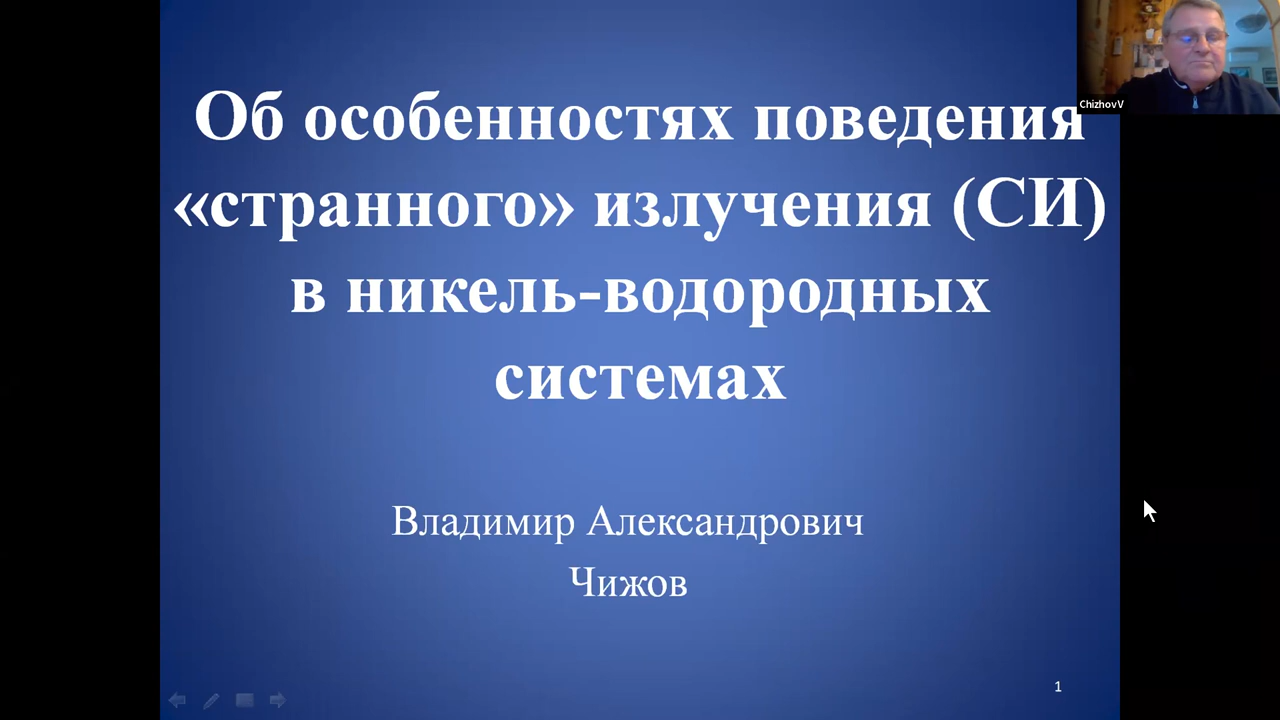 Об особенностях поведения
«странного» излучения (СИ)
в никель-водородных
системах
Владимир Александрович
Чижов
1
ChizhovV